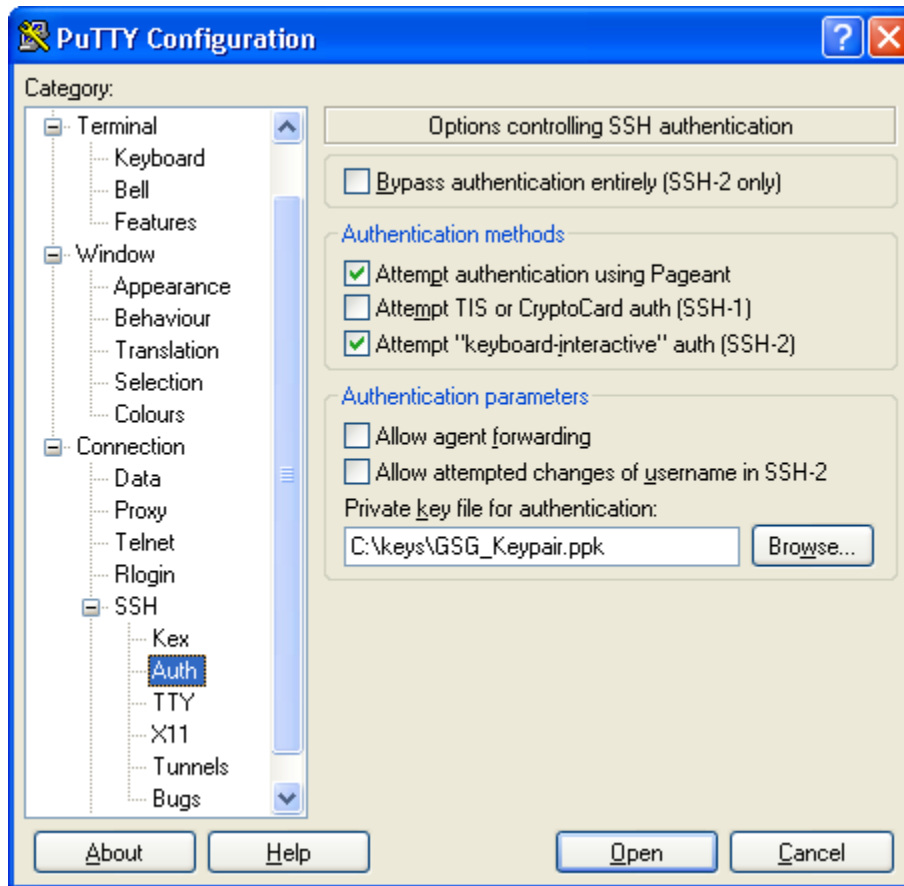 PuTTY Configuration
Category:
Terminal
Keyboard
Bell
Features
Window
Appearance
Behaviour
Translation
Selection
Colours
Connection
Data
Proxy
Telnet
Rlogin
SSH
Kex
Auth
TTY
X11
Tunnels
Bugs
Options controlling SSH authentication
Bypass authentication entirely (SSH-2 only)
Authentication methods
Attempt authentication using Pageant
Attempt TIS or CryptoCard auth (SSH-1)
Attempt "keyboard-interactive" auth (SSH-2)
Authentication parameters
Allow agent forwarding
Allow attempted changes of username in SSH-2
Private key file for authentication:
C:\keys\GSG_Keypair.ppk
Browse...
About
Help
Open
Cancel